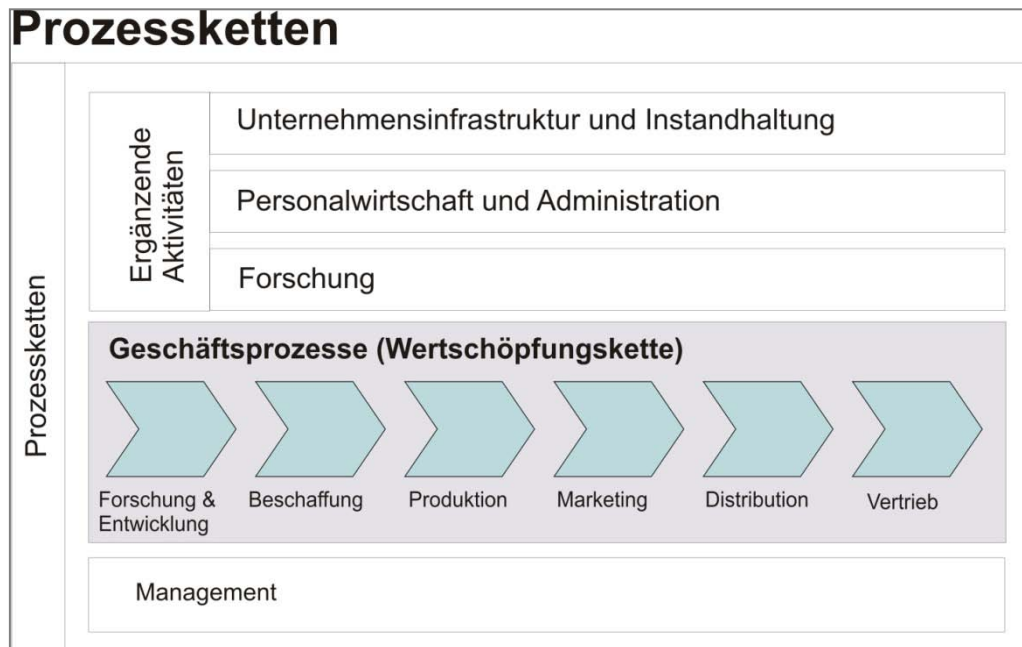 Prozessketten
Prozessketten
Ergänzende
Aktivitäten
Unternehmensinfrastruktur und Instandhaltung
Personalwirtschaft und Administration
Forschung
Geschäftsprozesse (Wertschöpfungskette)
Forschung &
Entwicklung
Beschaffung
Produktion
Marketing
Distribution
Vertrieb
Management